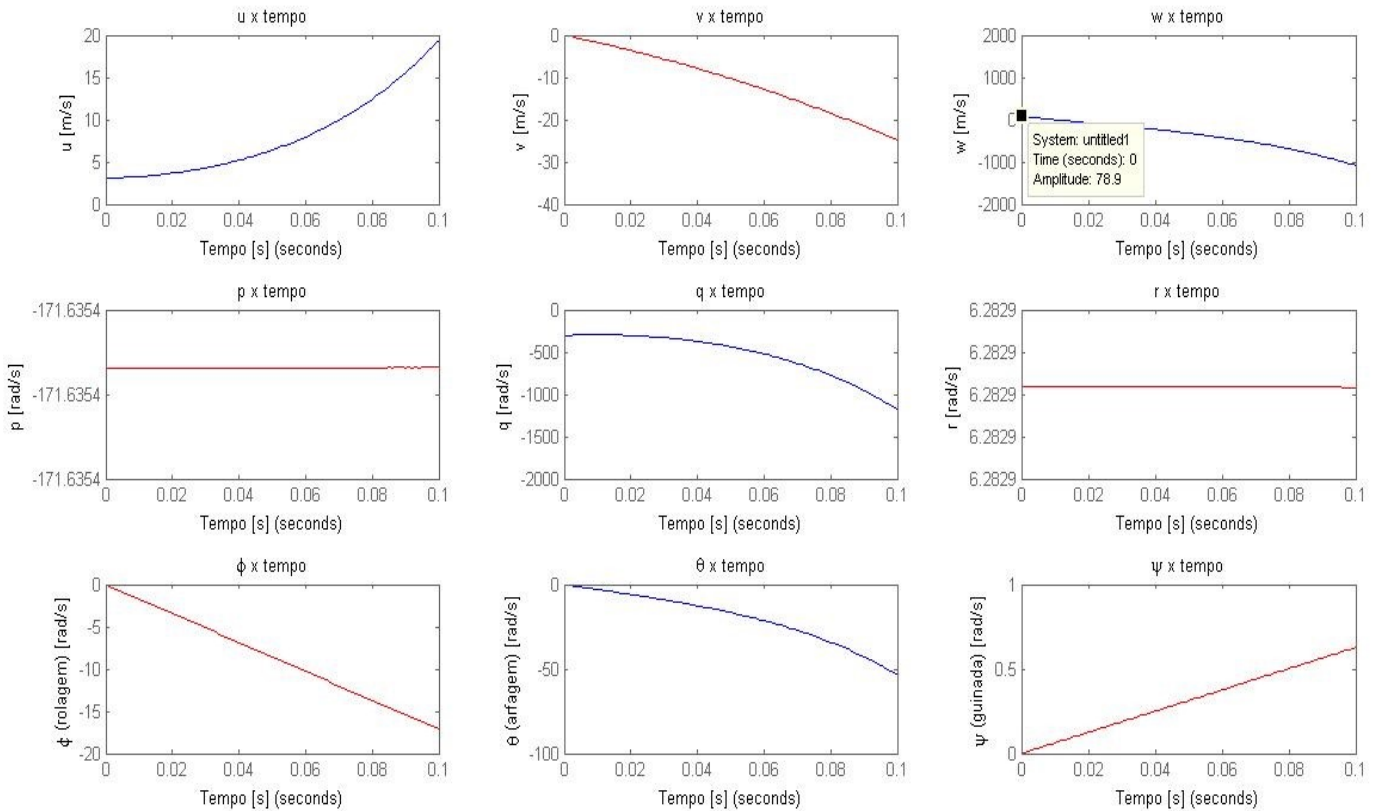 u x tempo
20
15
10
5
0
u [m/s]
0 0.02 0.04 0.06 0.08 0.1
Tempo [s] (seconds)
v x tempo
0
-10
-20
-30
-40
v [m/s]
0 0.02 0.04 0.06 0.08 0.1
Tempo [s] (seconds)
w x tempo
2000
1000
0
-1000
-2000
w [m/s]
System: untitled1
Time (seconds): 0
Amplitude: 78.9
0 0.02 0.04 0.06 0.08 0.1
Tempo [s] (seconds)
p x tempo
-171.6354
-171.6354
-171.6354
p [rad/s]
0 0.02 0.04 0.06 0.08 0.1
Tempo [s] (seconds)
q x tempo
0
-500
-1000
-1500
-2000
q [rad/s]
0 0.02 0.04 0.06 0.08 0.1
Tempo [s] (seconds)
r x tempo
6.2829
6.2829
6.2829
6.2829
6.2829
r [rad/s]
0 0.02 0.04 0.06 0.08 0.1
Tempo [s] (seconds)
ϕ x tempo
0
-5
-10
-15
-20
ϕ (rolagem) [rad/s]
0 0.02 0.04 0.06 0.08 0.1
Tempo [s] (seconds)
θ x tempo
0
-50
-100
θ (arfagem) [rad/s]
0 0.02 0.04 0.06 0.08 0.1
Tempo [s] (seconds)
ψ x tempo
1
0.5
0
ψ (guinada) [rad/s]
0 0.02 0.04 0.06 0.08 0.1
Tempo [s] (seconds)